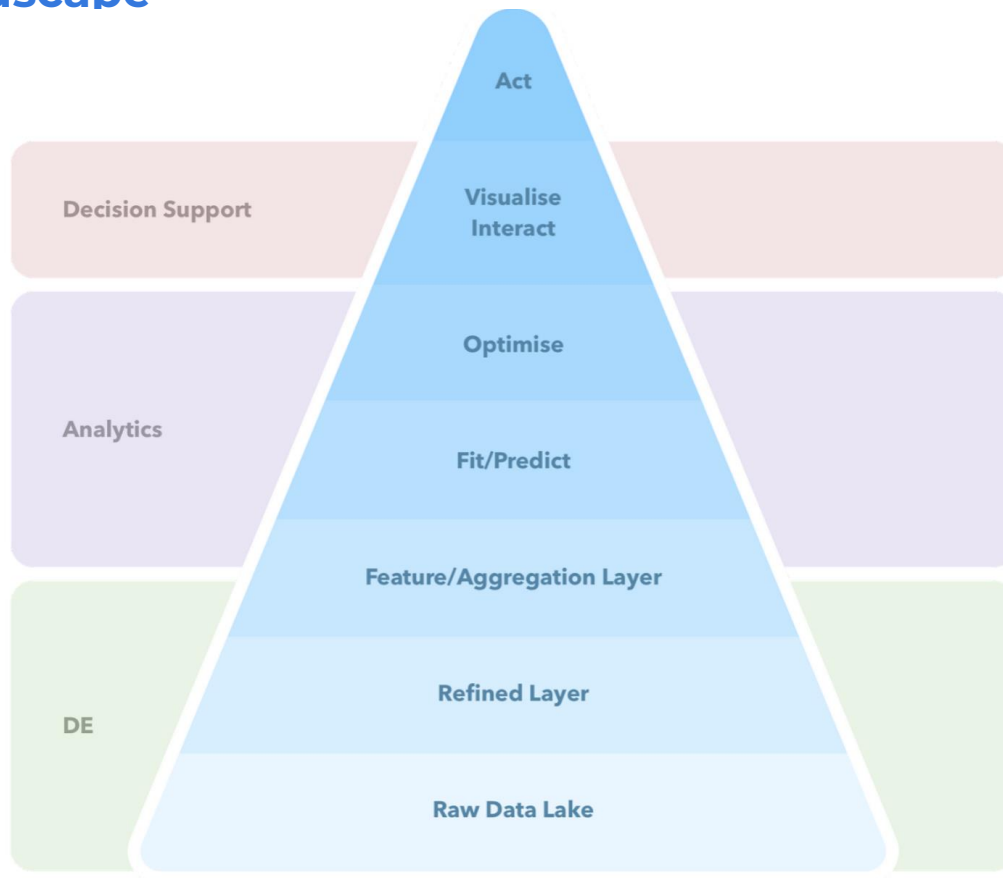 Act
Decision Support
Visualise
Interact
Optimise
Analytics
Fit/Predict
Feature/Aggregation Layer
Refined Layer
DE
Raw Data Lake